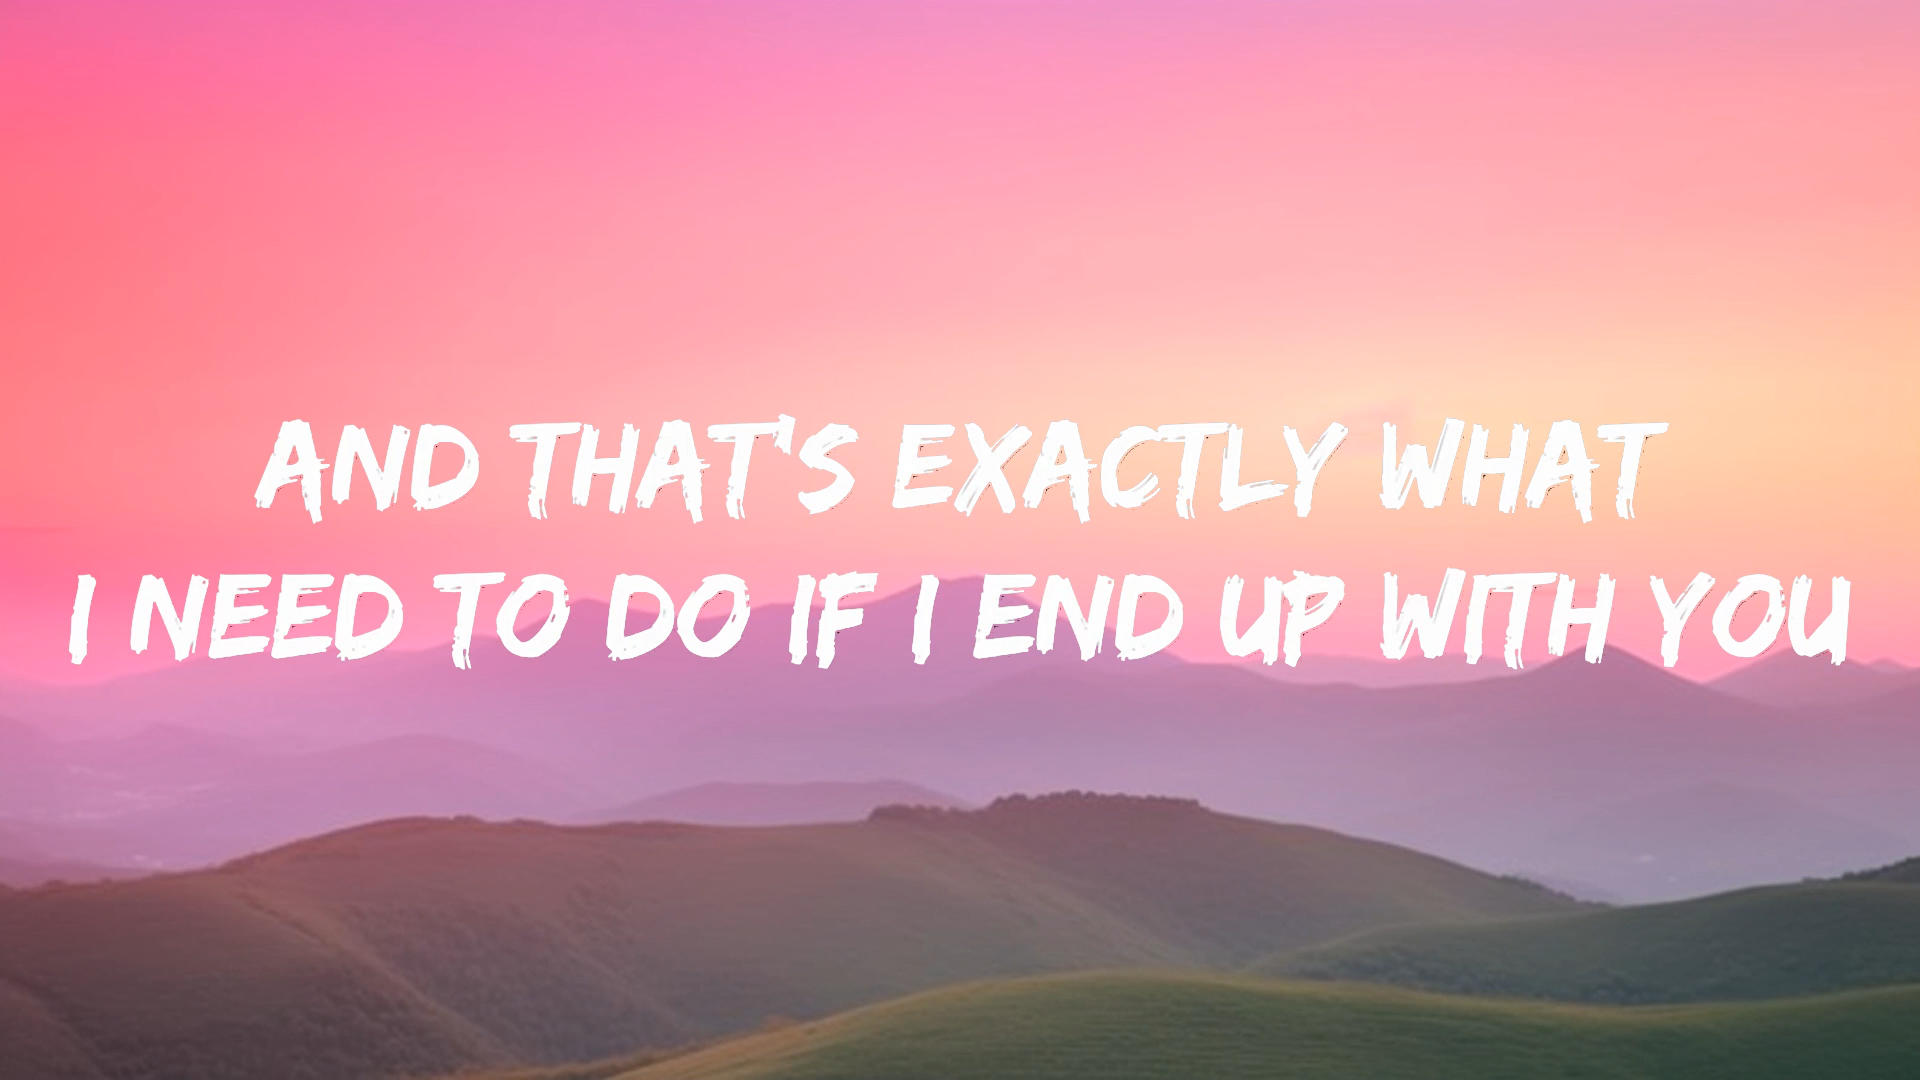 AND THAT'S EXACTLY WHAT
I NEED TO DO IF I END UP WITH YOU